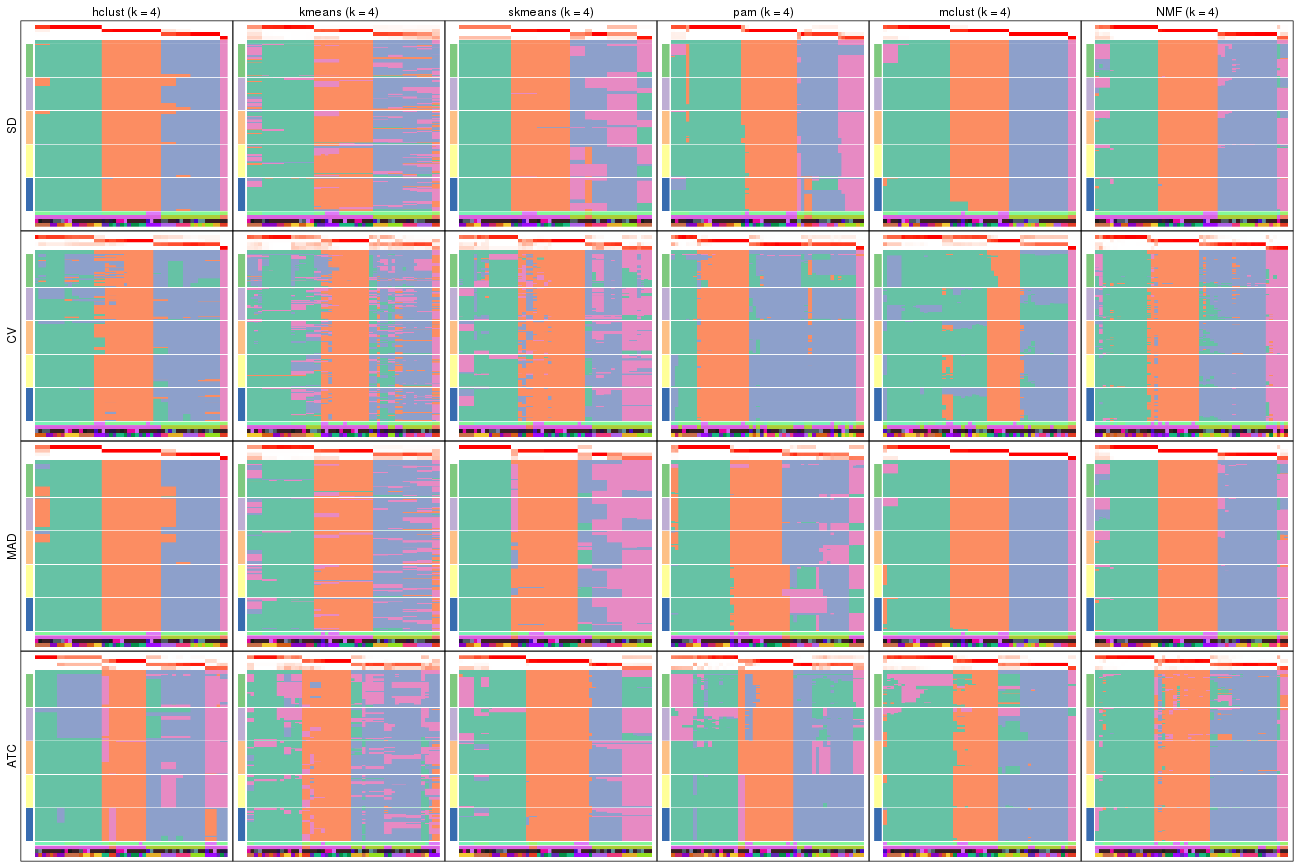 hclust (k = 4)
kmeans (k = 4)
skmeans (k = 4)
pam (k = 4)
mclust (k = 4)
NMF (k = 4)
SD
CV
MAD
ATC